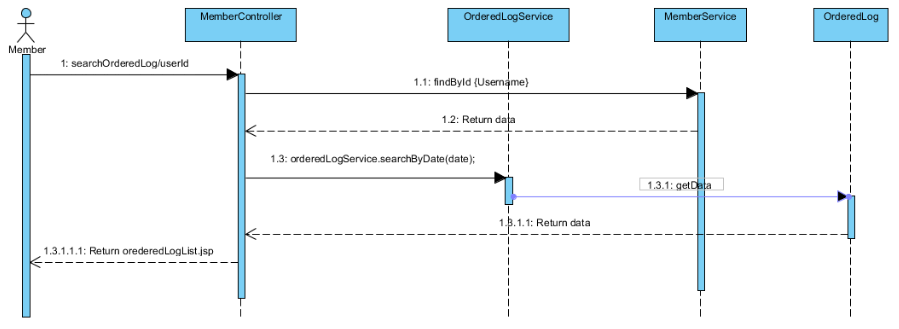 MemberController
OrderedLogService
MemberService
OrderedLog
Member
1: searchOrderedLog/userId
1.1: findById {Username}
1.2: Return data
1.3: orderedLogService.searchByDate(date);
1.3.1: getData
1.3.1.1: Return data
1.3.1.1.1: Return orederedLogList.jsp